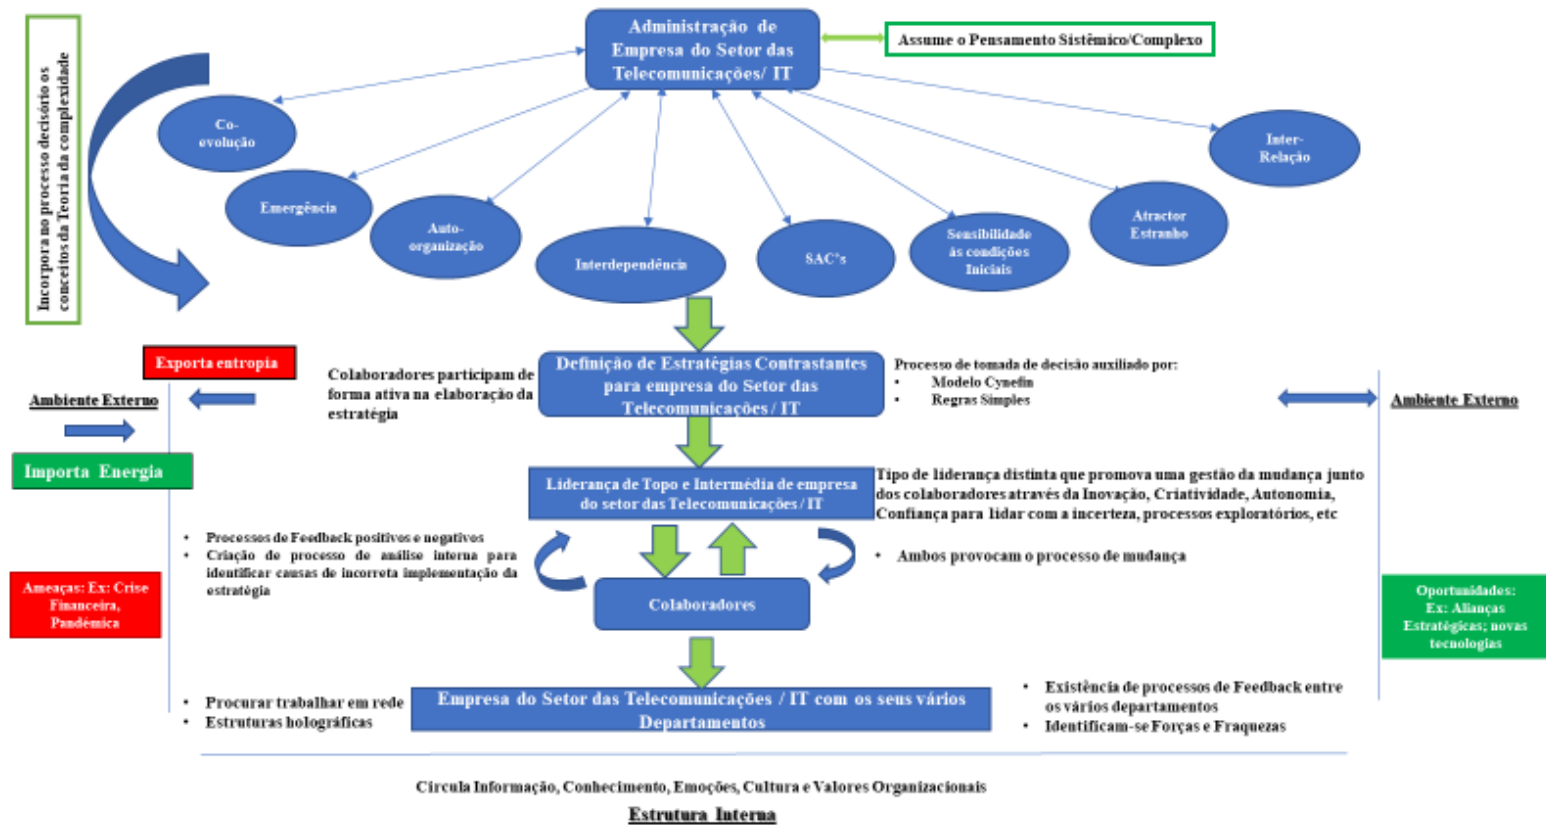 Administração de
Empresa do Setor das
Telecomunicações/ IT
Assume o Pensamento Sistêmico/Complexo
Incorpora no processo decisório os
conceitos da Teoria da complexidade
Co-
evolução
Emergência
Auto-
organização
Interdependência
SAC's
Sensibilidade
às condições
Iniciais
Atractor
Estranho
Inter-
Relação
Exporta entropia
Ambiente Externo
Importa Energia
Colaboradores participam de
forma ativa na elaboração da
estratégia
Definição de Estratégias Contrastantes
para empresa do Setor das
Telecomunicações / IT
Processo de tomada de decisão auxiliado por:
• Modelo Cynefin
• Regras Simples
Ambiente Externo
Liderança de Topo e Intermédia de empresa
do setor das Telecomunicações / IT
Tipo de liderança distinta que promova uma gestão da mudança junto
dos colaboradores através da Inovação, Criatividade, Autonomia,
Confiança para lidar com a incerteza, processos exploratórios, etc
• Processos de Feedback positivos e negativos
• Criação de processo de análise interna para
identificar causas de incorreta implementação da
estratégia
• Ambos provocam o processo de mudança
Colaboradores
Ameaças: Ex: Crise
Financeira,
Pandémica
Oportunidades:
Ex: Alianças
Estratégicas; novas
tecnologias
• Procurar trabalhar em rede
• Estruturas holográficas
Empresa do Setor das Telecomunicações / IT com os seus vários
Departamentos
• Existência de processos de Feedback entre
os vários departamentos
• Identificam-se Forças e Fraquezas
Circula Informação, Conhecimento, Emoções, Cultura e Valores Organizacionais
Estrutura Interna